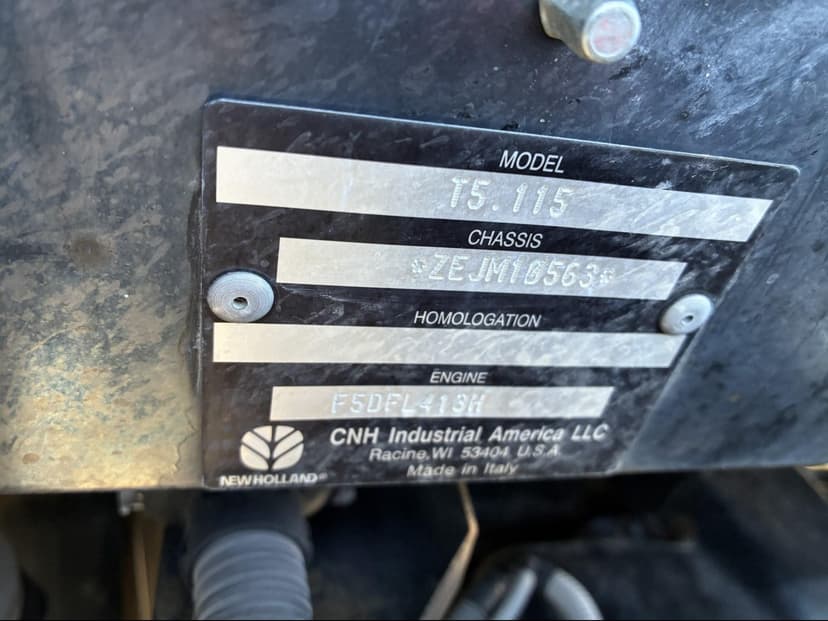 MODEL
T5.115
CHASSIS
*ZEJM10563*
HOMOLOGATION
ENGINE
F5DFL413H
CNH Industrial America LLC
Racine, WI 53404 U.S.A.
Made in Italy
NEW HOLLAND